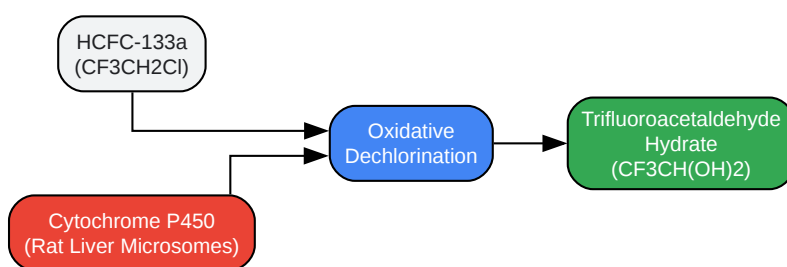 HCFC-133a
(CF3CH2Cl)
Cytochrome P450
(Rat Liver Microsomes)
Oxidative
Dechlorination
Trifluoroacetaldehyde
Hydrate
(CF3CH(OH)2)